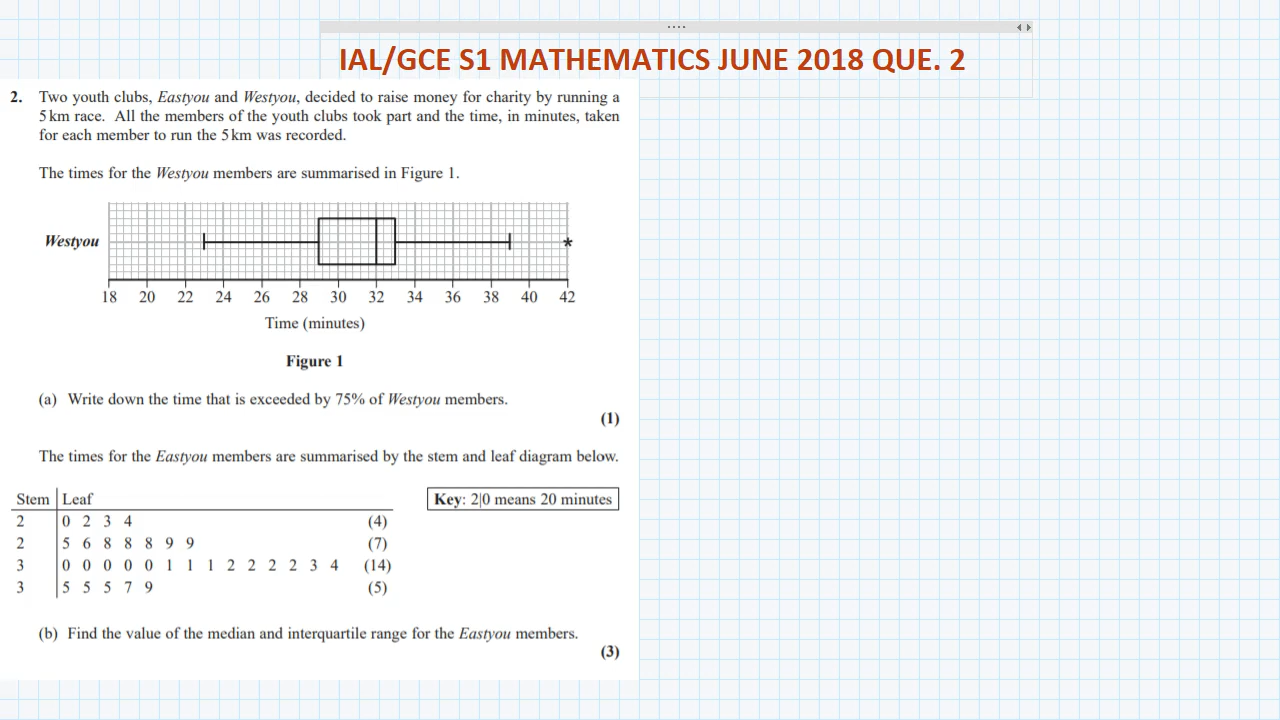 IAL/GCE S1 MATHEMATICS JUNE 2018 QUE. 2
2. Two youth clubs, Eastyou and Westyou, decided to raise money for charity by running a
5 km race. All the members of the youth clubs took part and the time, in minutes, taken
for each member to run the 5 km was recorded.
The times for the Westyou members are summarised in Figure 1.
Westyou
*
18 20 22 24 26 28 30 32 34 36 38 40 42
Time (minutes)
Figure 1
(a) Write down the time that is exceeded by 75% of Westyou members.
(1)
The times for the Eastyou members are summarised by the stem and leaf diagram below.
Stem | Leaf
Key: 2|0 means 20 minutes
2 | 0 2 3 4 (4)
2 | 5 6 8 8 8 9 9 (7)
3 | 0 0 0 0 0 1 1 1 2 2 2 2 3 4 (14)
3 | 5 5 5 7 9 (5)
(b) Find the value of the median and interquartile range for the Eastyou members.
(3)